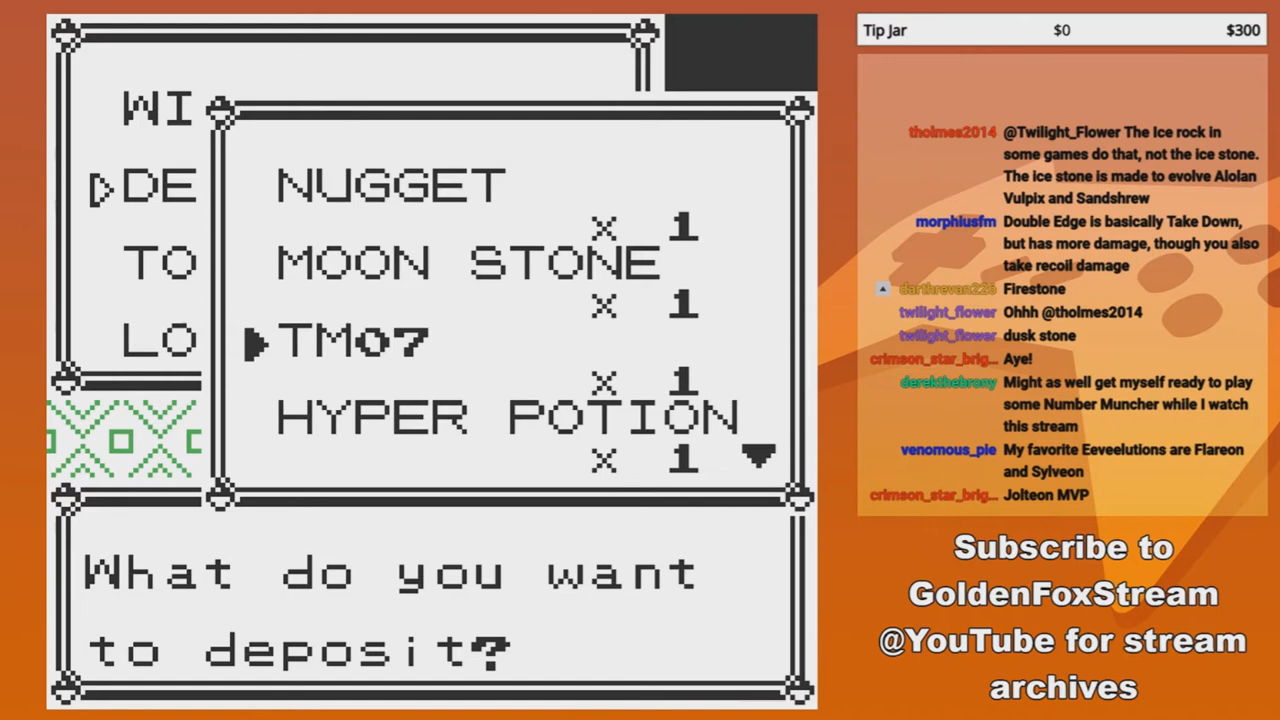 WI
DE
TO
LO
NUGGET
× 1
MOON STONE
× 1
TM07
× 1
HYPER POTION
× 1
What do you want
to deposit?
Tip Jar $0 $300
tholmes2014 @Twilight_Flower The Ice rock in
some games do that, not the ice stone.
The ice stone is made to evolve Alolan
Vulpix and Sandshrew
morphiusfm Double Edge is basically Take Down,
but has more damage, though you also
take recoil damage
darthrevan226 Firestone
twilight_flower Ohhh @tholmes2014
twilight_flower dusk stone
crimson_star_brig... Aye!
derekthebrony Might as well get myself ready to play
some Number Muncher while I watch
this stream
venomous_pie My favorite Eeveelutions are Flareon
and Sylveon
crimson_star_brig... Jolteon MVP
Subscribe to
GoldenFoxStream
@YouTube for stream
archives